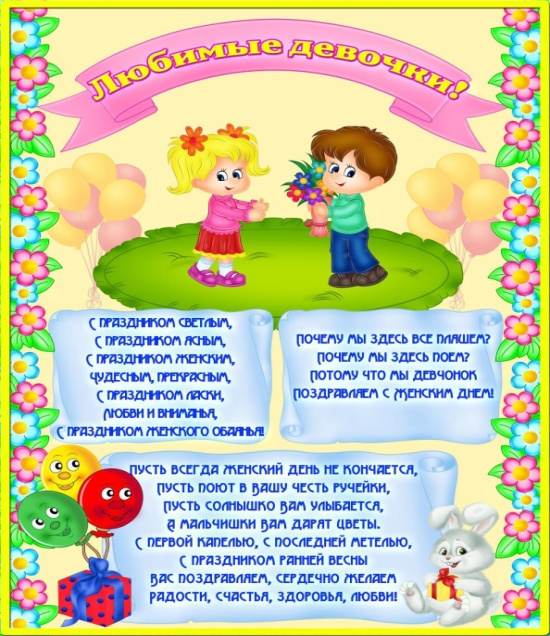 Любимые девочки!
С ПРАЗДНИКОМ СВЕТЛЫМ,
С ПРАЗДНИКОМ ЯСНЫМ,
С ПРАЗДНИКОМ ЖЕНСКИМ,
ЧУДЕСНЫМ, ПРЕКРАСНЫМ,
С ПРАЗДНИКОМ ЛАСКИ,
ЛЮБВИ И ВНИМАНЬЯ,
С ПРАЗДНИКОМ ЖЕНСКОГО ОБАЯНЬЯ!
ПОЧЕМУ МЫ ЗДЕСЬ ВСЕ ПЛЯШЕМ?
ПОЧЕМУ МЫ ЗДЕСЬ ПОЕМ?
ПОТОМУ ЧТО МЫ ДЕВЧОНОК
ПОЗДРАВЛЯЕМ С ЖЕНСКИМ ДНЕМ!
ПУСТЬ ВСЕГДА ЖЕНСКИЙ ДЕНЬ НЕ КОНЧАЕТСЯ,
ПУСТЬ ПОЮТ В ВАШУ ЧЕСТЬ РУЧЕЙКИ,
ПУСТЬ СОЛНЫШКО ВАМ УЛЫБАЕТСЯ,
А МАЛЬЧИШКИ ВАМ ДАРЯТ ЦВЕТЫ.
С ПЕРВОЙ КАПЕЛЬЮ, С ПОСЛЕДНЕЙ МЕТЕЛЬЮ,
С ПРАЗДНИКОМ РАННЕЙ ВЕСНЫ
ВАС ПОЗДРАВЛЯЕМ, СЕРДЕЧНО ЖЕЛАЕМ
РАДОСТИ, СЧАСТЬЯ, ЗДОРОВЬЯ, ЛЮБВИ!